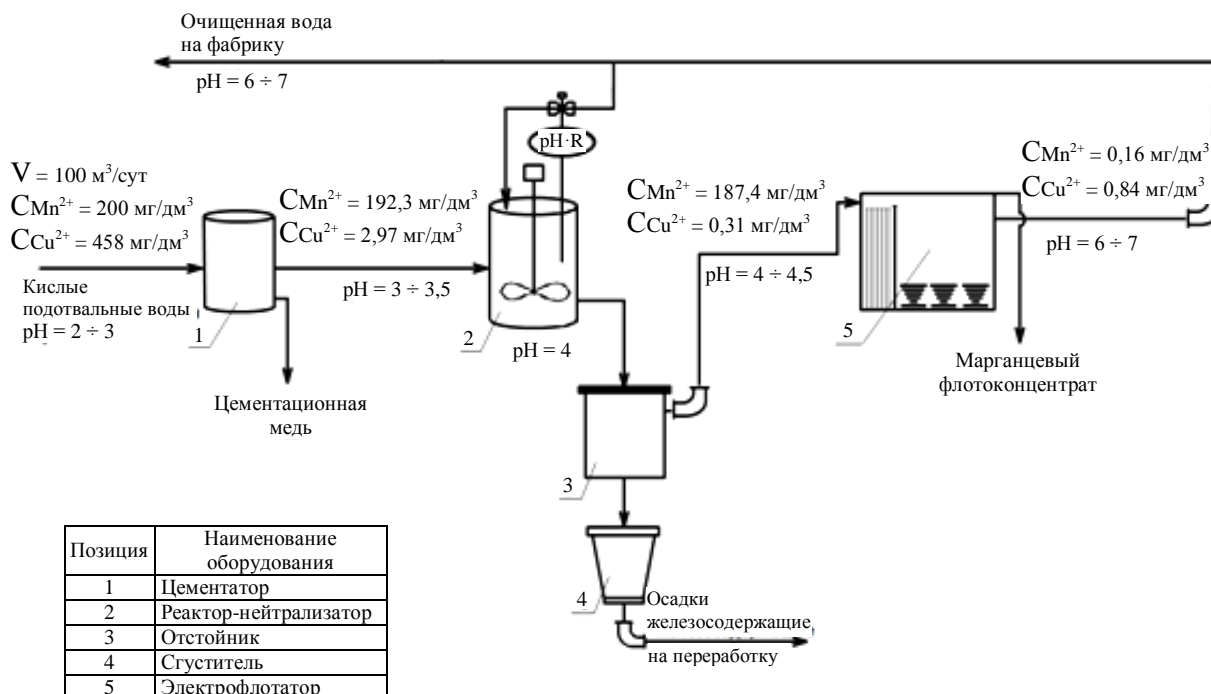 Очищенная вода
на фабрику
pH = 6 ÷ 7
pH·R
V = 100 м³/сут
CMn²⁺ = 200 мг/дм³
CCu²⁺ = 458 мг/дм³
Кислые
подотвальные воды
pH = 2 ÷ 3
1
Цементационная
медь
CMn²⁺ = 192,3 мг/дм³
CCu²⁺ = 2,97 мг/дм³
pH = 3 ÷ 3,5
2
pH = 4
CMn²⁺ = 187,4 мг/дм³
CCu²⁺ = 0,31 мг/дм³
pH = 4 ÷ 4,5
CMn²⁺ = 0,16 мг/дм³
CCu²⁺ = 0,84 мг/дм³
pH = 6 ÷ 7
5
Марганцевый
флотоконцентрат
3
4
Осадки
железосодержащие
на переработку
Позиция Наименование
оборудования
1 Цементатор
2 Реактор-нейтрализатор
3 Отстойник
4 Сгуститель
5 Электрофлотатор